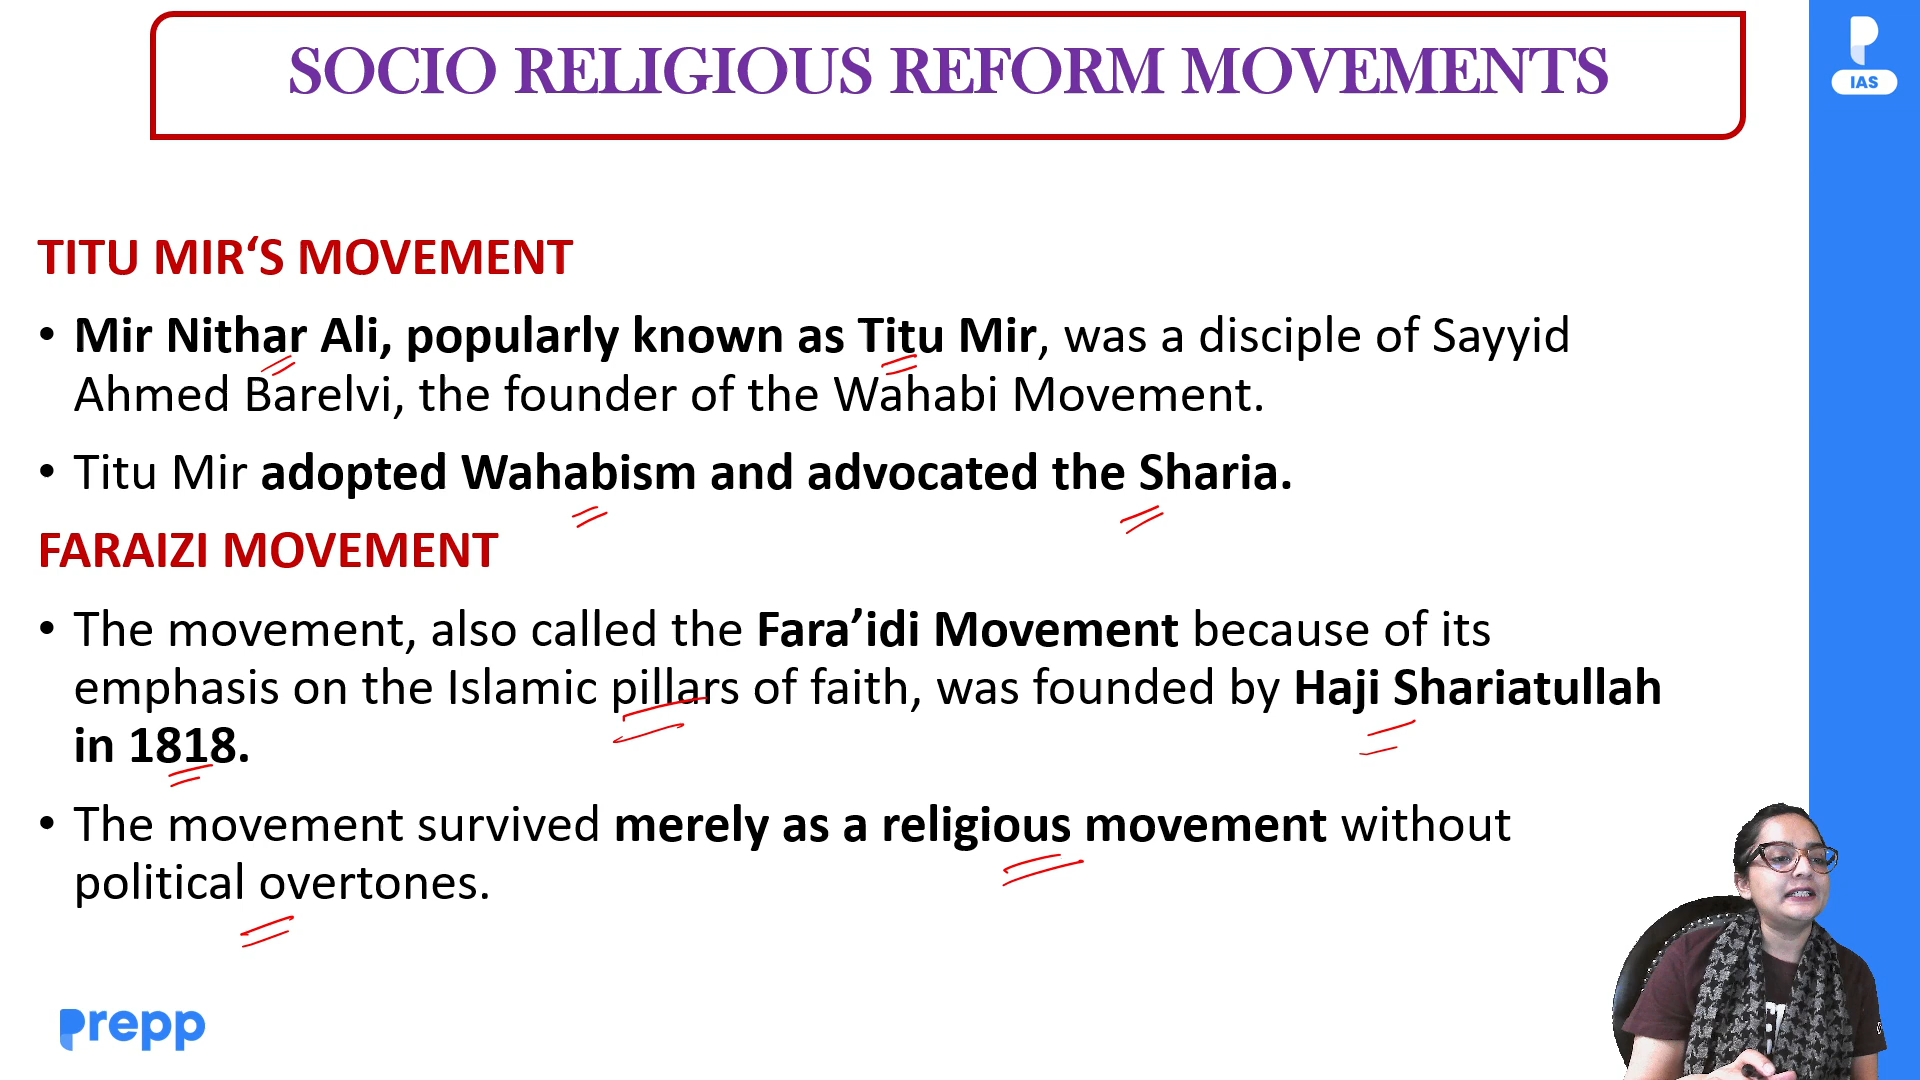 SOCIO RELIGIOUS REFORM MOVEMENTS
IAS
TITU MIR‘S MOVEMENT
• Mir Nithar Ali, popularly known as Titu Mir, was a disciple of Sayyid
Ahmed Barelvi, the founder of the Wahabi Movement.
• Titu Mir adopted Wahabism and advocated the Sharia.
FARAIZI MOVEMENT
• The movement, also called the Fara’idi Movement because of its
emphasis on the Islamic pillars of faith, was founded by Haji Shariatullah
in 1818.
• The movement survived merely as a religious movement without
political overtones.
prepp